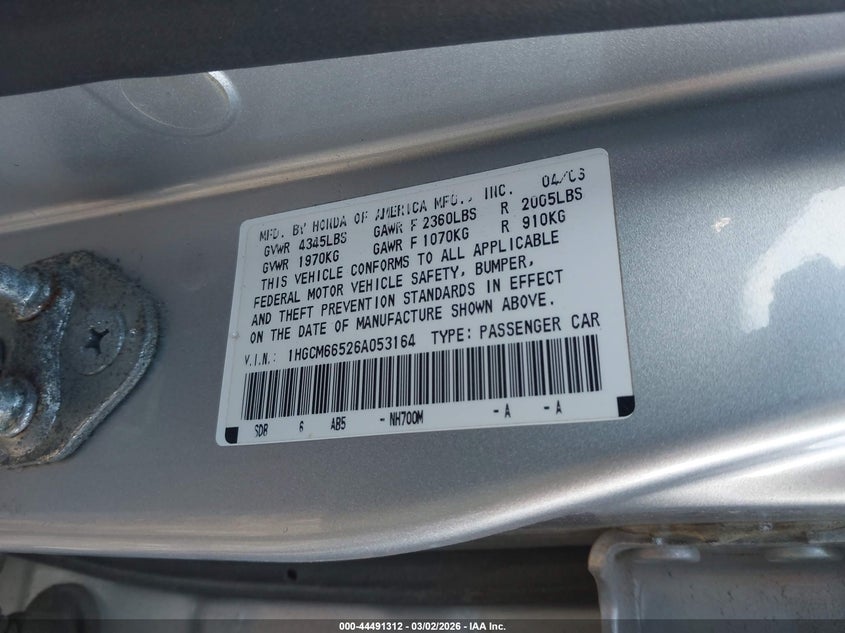 MFD. BY HONDA OF AMERICA MFG., INC. 04/06
GVWR 4345LBS GAWR F 2360LBS R 2005LBS
GVWR 1970KG GAWR F 1070KG R 910KG
THIS VEHICLE CONFORMS TO ALL APPLICABLE
FEDERAL MOTOR VEHICLE SAFETY, BUMPER,
AND THEFT PREVENTION STANDARDS IN EFFECT
ON THE DATE OF MANUFACTURE SHOWN ABOVE.
V.I.N.: 1HGCM66526A053164 TYPE: PASSENGER CAR
SDB 6 AB5 -NH700M -A -A
000-44491312 - 03/02/2026 - IAA Inc.